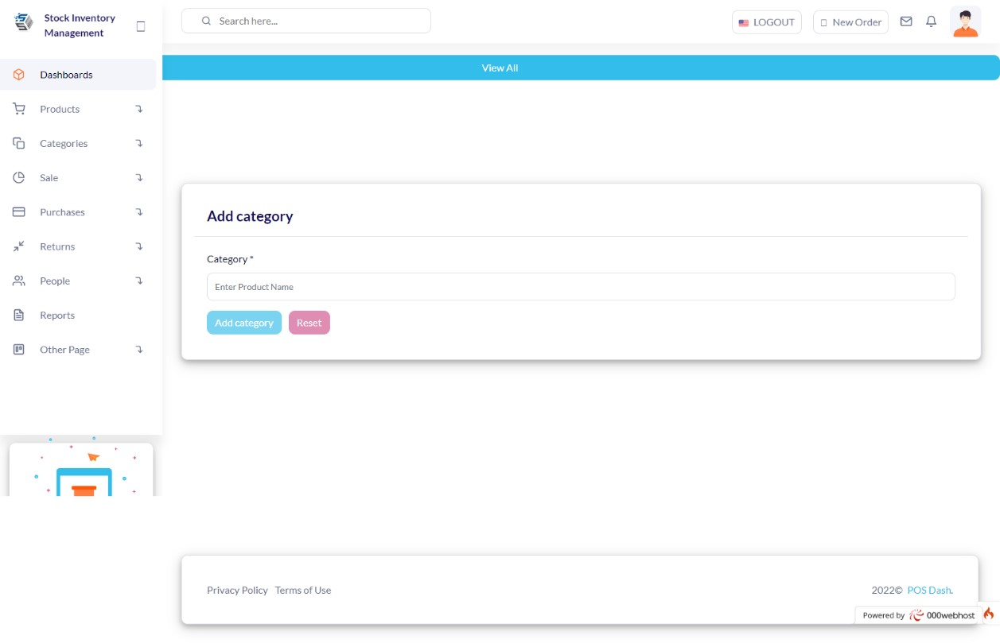 Stock Inventory
Management
Search here...
LOGOUT
New Order
Dashboards
View All
Products
Categories
Sale
Purchases
Returns
People
Reports
Other Page
Add category
Category *
Enter Product Name
Add category
Reset
Privacy Policy
Terms of Use
2022© POS Dash.
Powered by 000webhost